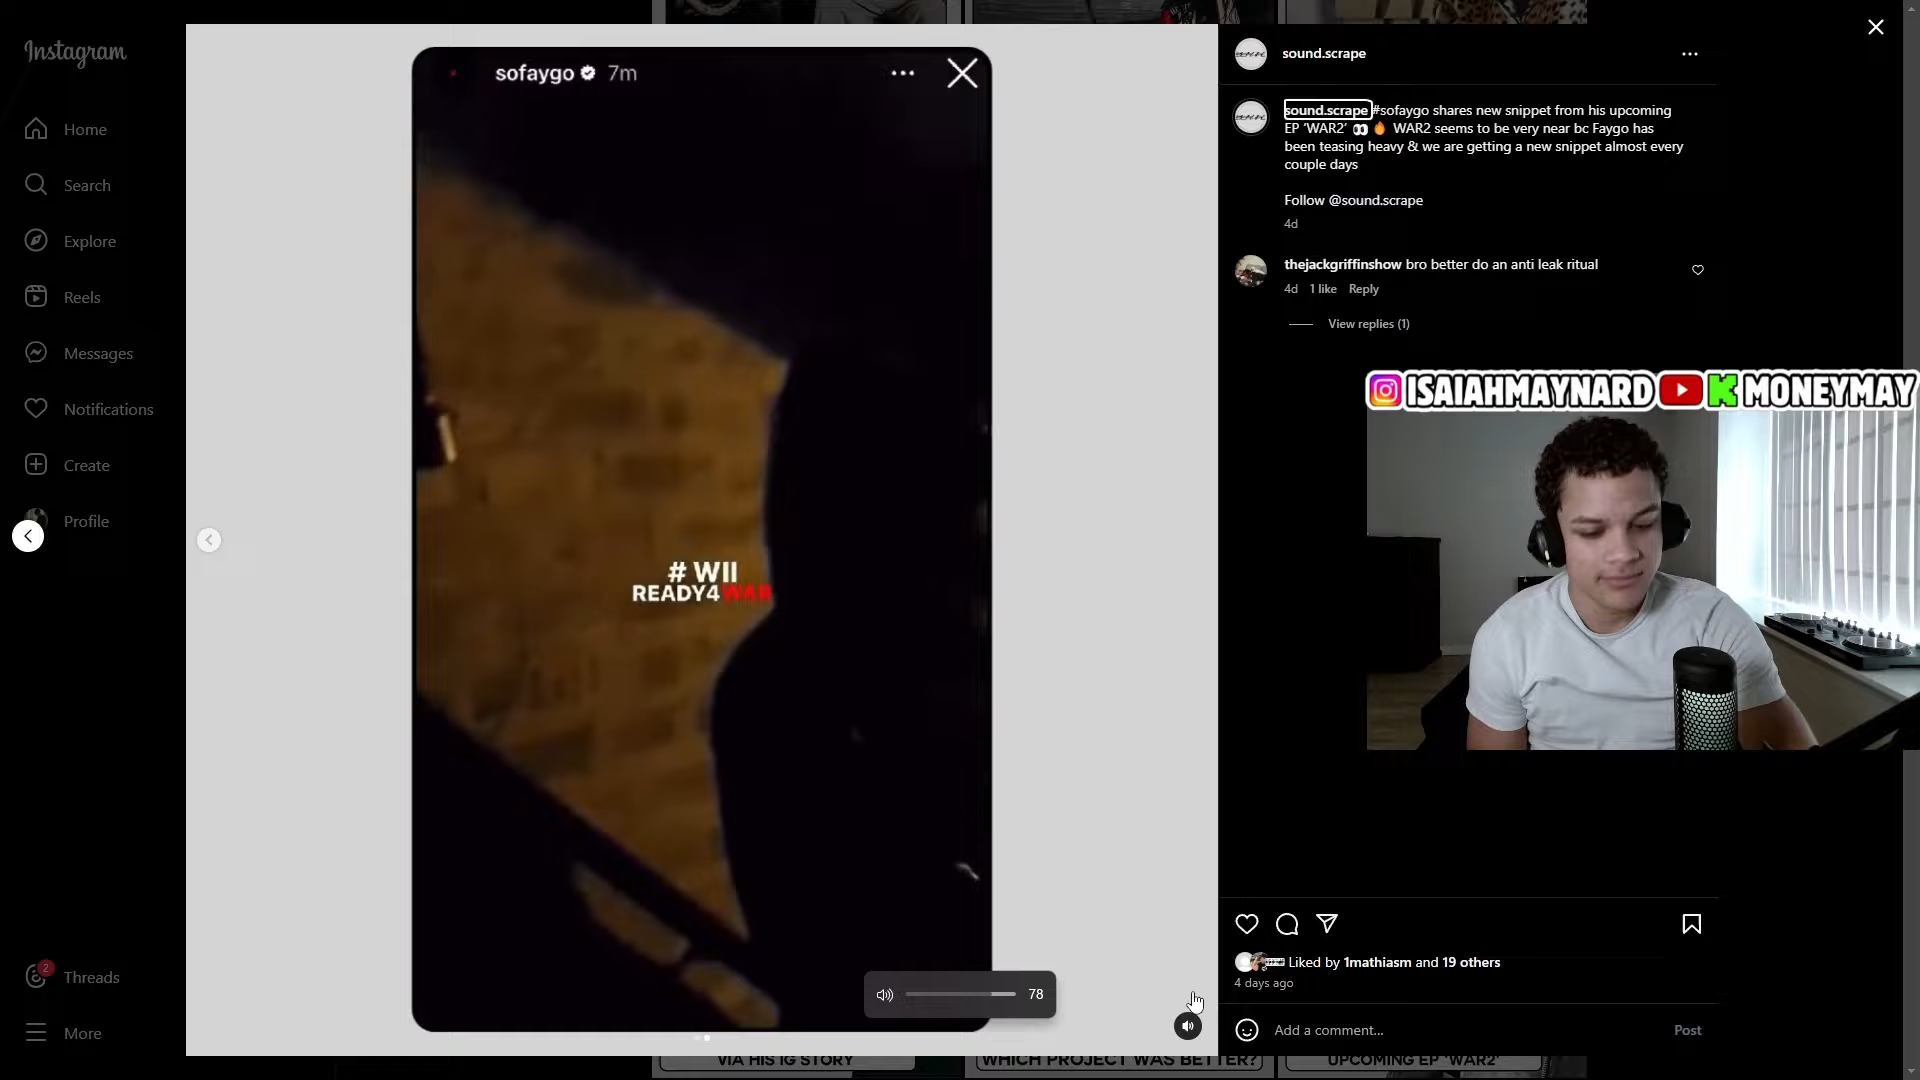 Instagram
Home
Search
Explore
Reels
Messages
Notifications
Create
Profile
2
Threads
More
sofaygo 7m
# WII
READY4WAR
78
sound.scrape
sound.scrape #sofaygo shares new snippet from his upcoming
EP ‘WAR2’ 👀 🔥 WAR2 seems to be very near bc Faygo has
been teasing heavy & we are getting a new snippet almost every
couple days
Follow @sound.scrape
4d
thejackgriffinshow bro better do an anti leak ritual
4d 1 like Reply
View replies (1)
ISAIAHMAYNARD K MONEYMAY
Liked by 1mathiasm and 19 others
4 days ago
Add a comment... Post
VIA HIS IG STORY
WHICH PROJECT WAS BETTER?
UPCOMING EP 'WAR2'